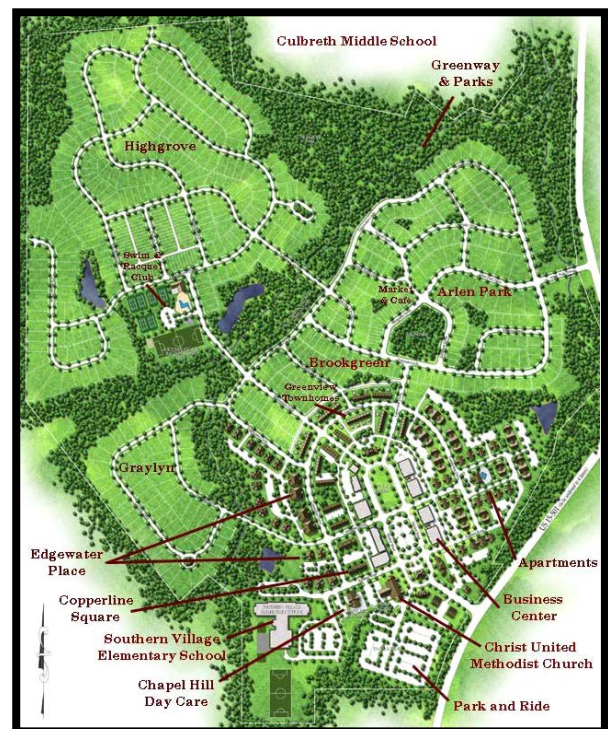 Culbreth Middle School
Greenway
& Parks
Highgrove
Swim &
Racquet
Club
Market
& Cafe
Arlen Park
Brookgreen
Greenview
Townhomes
Graylyn
Edgewater
Place
Apartments
Copperline
Square
Business
Center
Southern Village
Elementary School
Christ United
Methodist Church
Chapel Hill
Day Care
Park and Ride